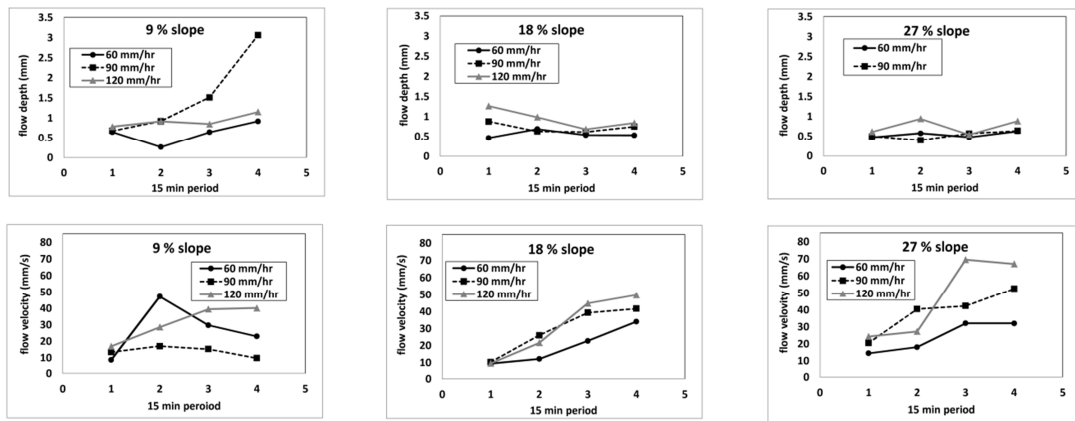 9 % slope
flow depth (mm)
3.5
3
2.5
2
1.5
1
0.5
0
60 mm/hr
90 mm/hr
120 mm/hr
0 1 2 3 4 5
15 min period
18 % slope
flow depth (mm)
3.5
3
2.5
2
1.5
1
0.5
0
60 mm/hr
90 mm/hr
120 mm/hr
0 1 2 3 4 5
15 min period
27 % slope
flow depth (mm)
3.5
3
2.5
2
1.5
1
0.5
0
60 mm/hr
90 mm/hr
0 1 2 3 4 5
15 min period
9 % slope
flow velocity (mm/s)
80
70
60
50
40
30
20
10
0
60 mm/hr
90 mm/hr
120 mm/hr
0 1 2 3 4 5
15 min peroiod
18 % slope
flow velocity (mm/s)
80
70
60
50
40
30
20
10
0
60 mm/hr
90 mm/hr
120 mm/hr
0 1 2 3 4 5
15 min period
27 % slope
flow velovity (mm/s)
80
70
60
50
40
30
20
10
0
60 mm/hr
90 mm/hr
120 mm/hr
0 1 2 3 4 5
15 min period